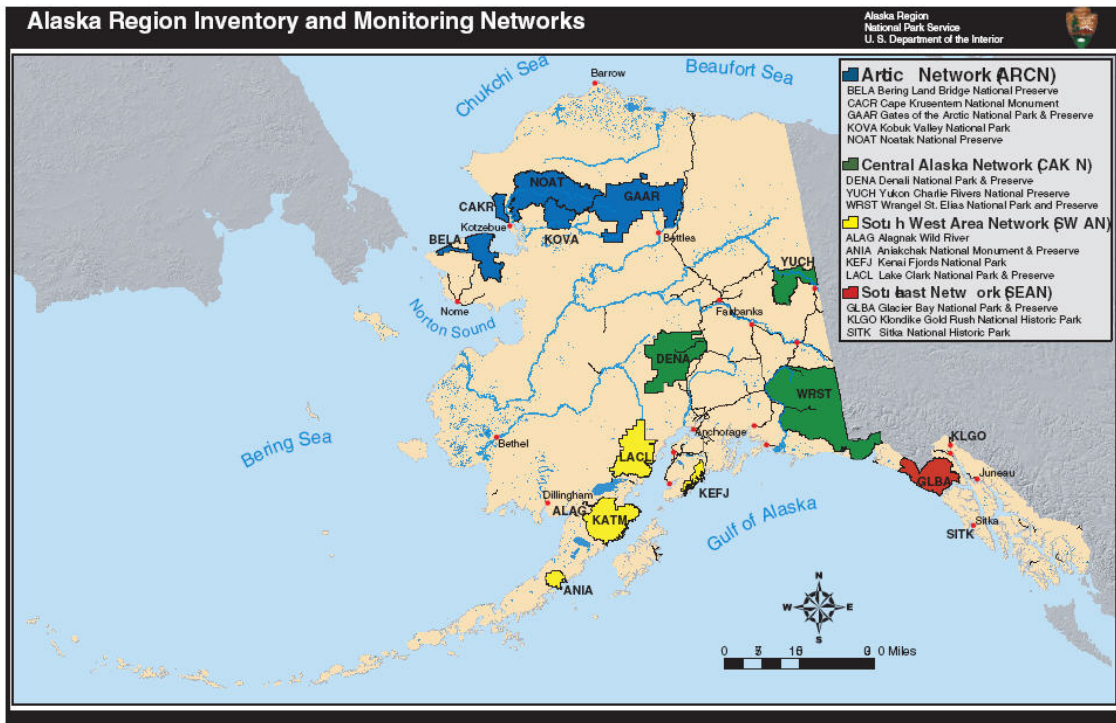 Alaska Region Inventory and Monitoring Networks
Alaska Region
National Park Service
U. S. Department of the Interior
Artic Network (ARCN)
BELA Bering Land Bridge National Preserve
CACR Cape Krusentern National Monument
GAAR Gates of the Arctic National Park & Preserve
KOVA Kobuk Valley National Park
NOAT Noatak National Preserve
Central Alaska Network (CAK N)
DENA Denali National Park & Preserve
YUCH Yukon Charlie Rivers National Preserve
WRST Wrangel St. Elias National Park and Preserve
Sout h West Area Network (SW AN)
ALAG Alagnak Wild River
ANIA Aniakchak National Monument & Preserve
KEFJ Kenai Fjords National Park
LACL Lake Clark National Park & Preserve
Netw ork (SEAN)
GLBA Glacier Bay National Park & Preserve
KLGO Klondike Gold Rush National Historic Park
SITK Sitka National Historic Park
Chukchi Sea
Barrow
Beaufort Sea
NOAT
GAAR
CAKR
Kotzebue
KOVA
Bettles
BELA
YUCH
Nome
Norton Sound
Fairbanks
DENA
WRST
Bering Sea
Bethel
Anchorage
KLGO
LACL
GLBA
Juneau
KEFJ
Dillingham
ALAG
KATM
Gulf of Alaska
Sitka
SITK
ANIA
N
W E
S
0 Miles